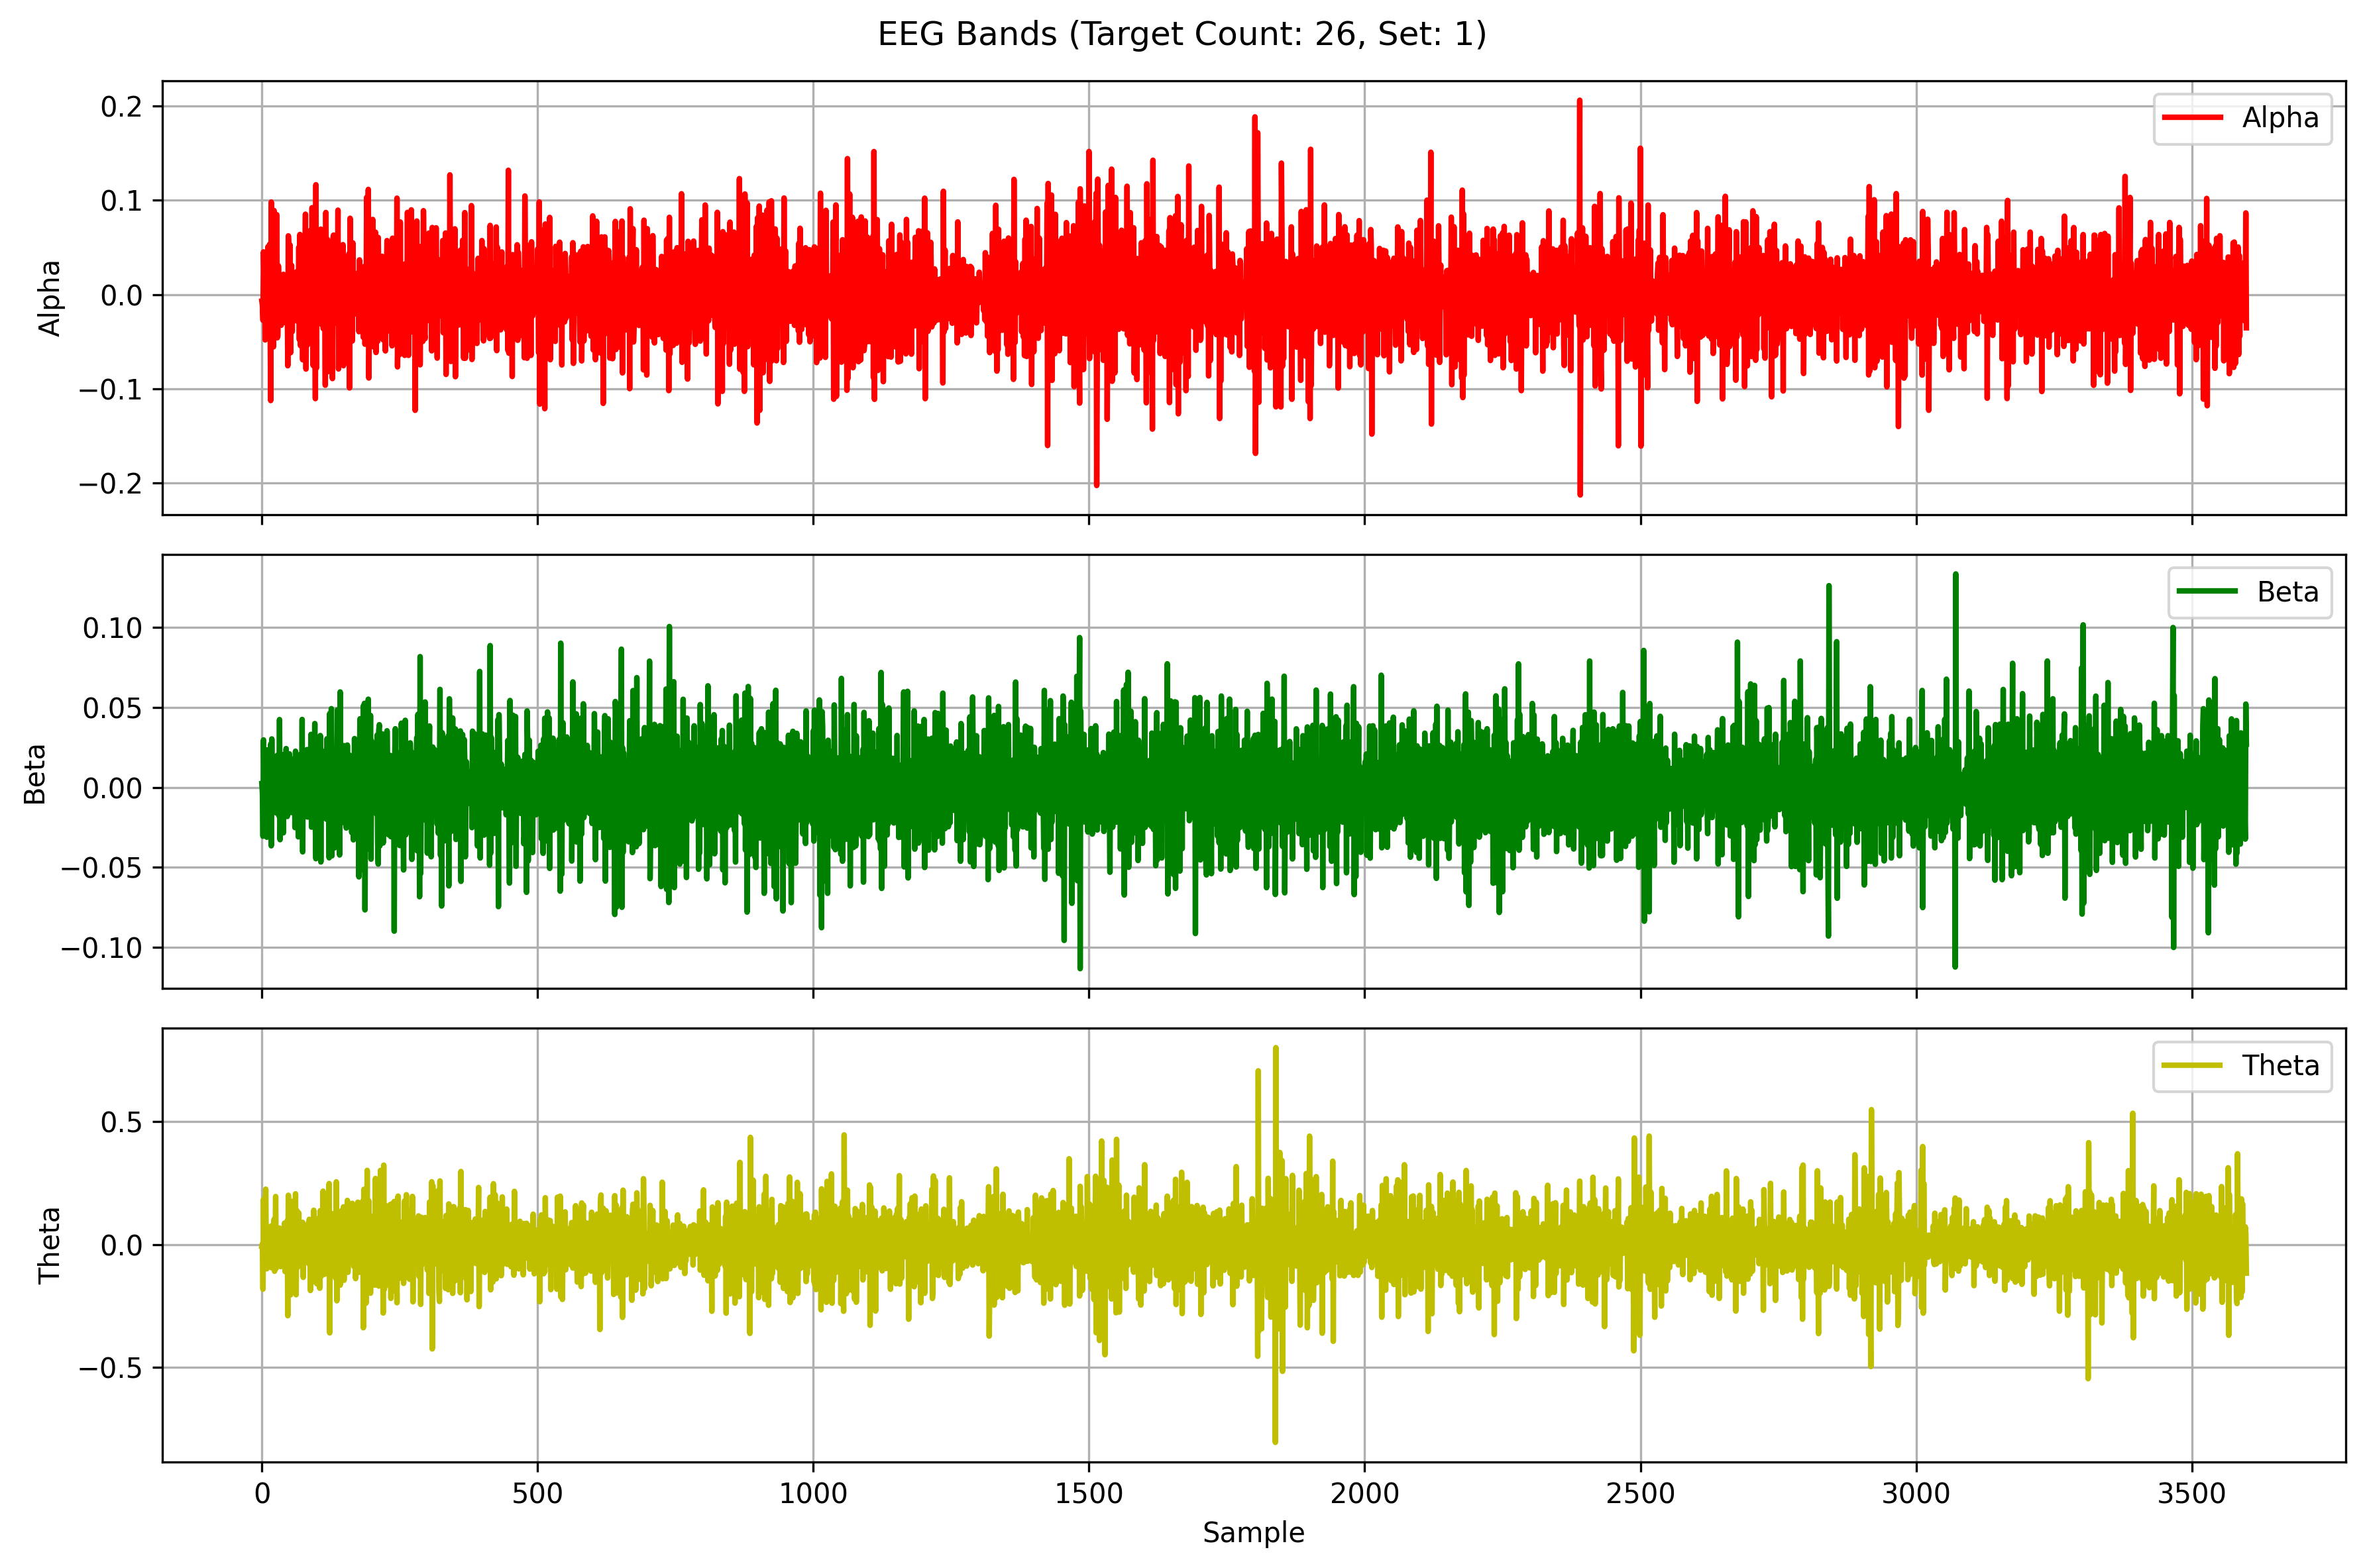 EEG Bands (Target Count: 26, Set: 1)
0.2
0.1
0.0
−0.1
−0.2
Alpha
Alpha
0.10
0.05
0.00
−0.05
−0.10
Beta
Beta
0.5
0.0
−0.5
Theta
Theta
0 500 1000 1500 2000 2500 3000 3500
Sample